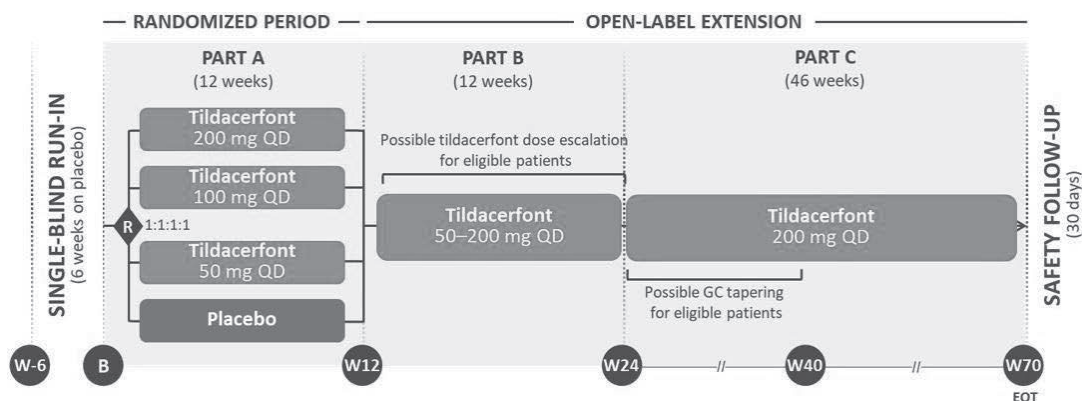 RANDOMIZED PERIOD
OPEN-LABEL EXTENSION
SINGLE-BLIND RUN-IN
(6 weeks on placebo)
PART A
(12 weeks)
Tildacerfont
200 mg QD
Tildacerfont
100 mg QD
R
1:1:1:1
Tildacerfont
50 mg QD
Placebo
PART B
(12 weeks)
Possible tildacerfont dose escalation
for eligible patients
Tildacerfont
50–200 mg QD
PART C
(46 weeks)
Tildacerfont
200 mg QD
Possible GC tapering
for eligible patients
SAFETY FOLLOW-UP
(30 days)
W-6
B
W12
W24
//
W40
//
W70
EOT